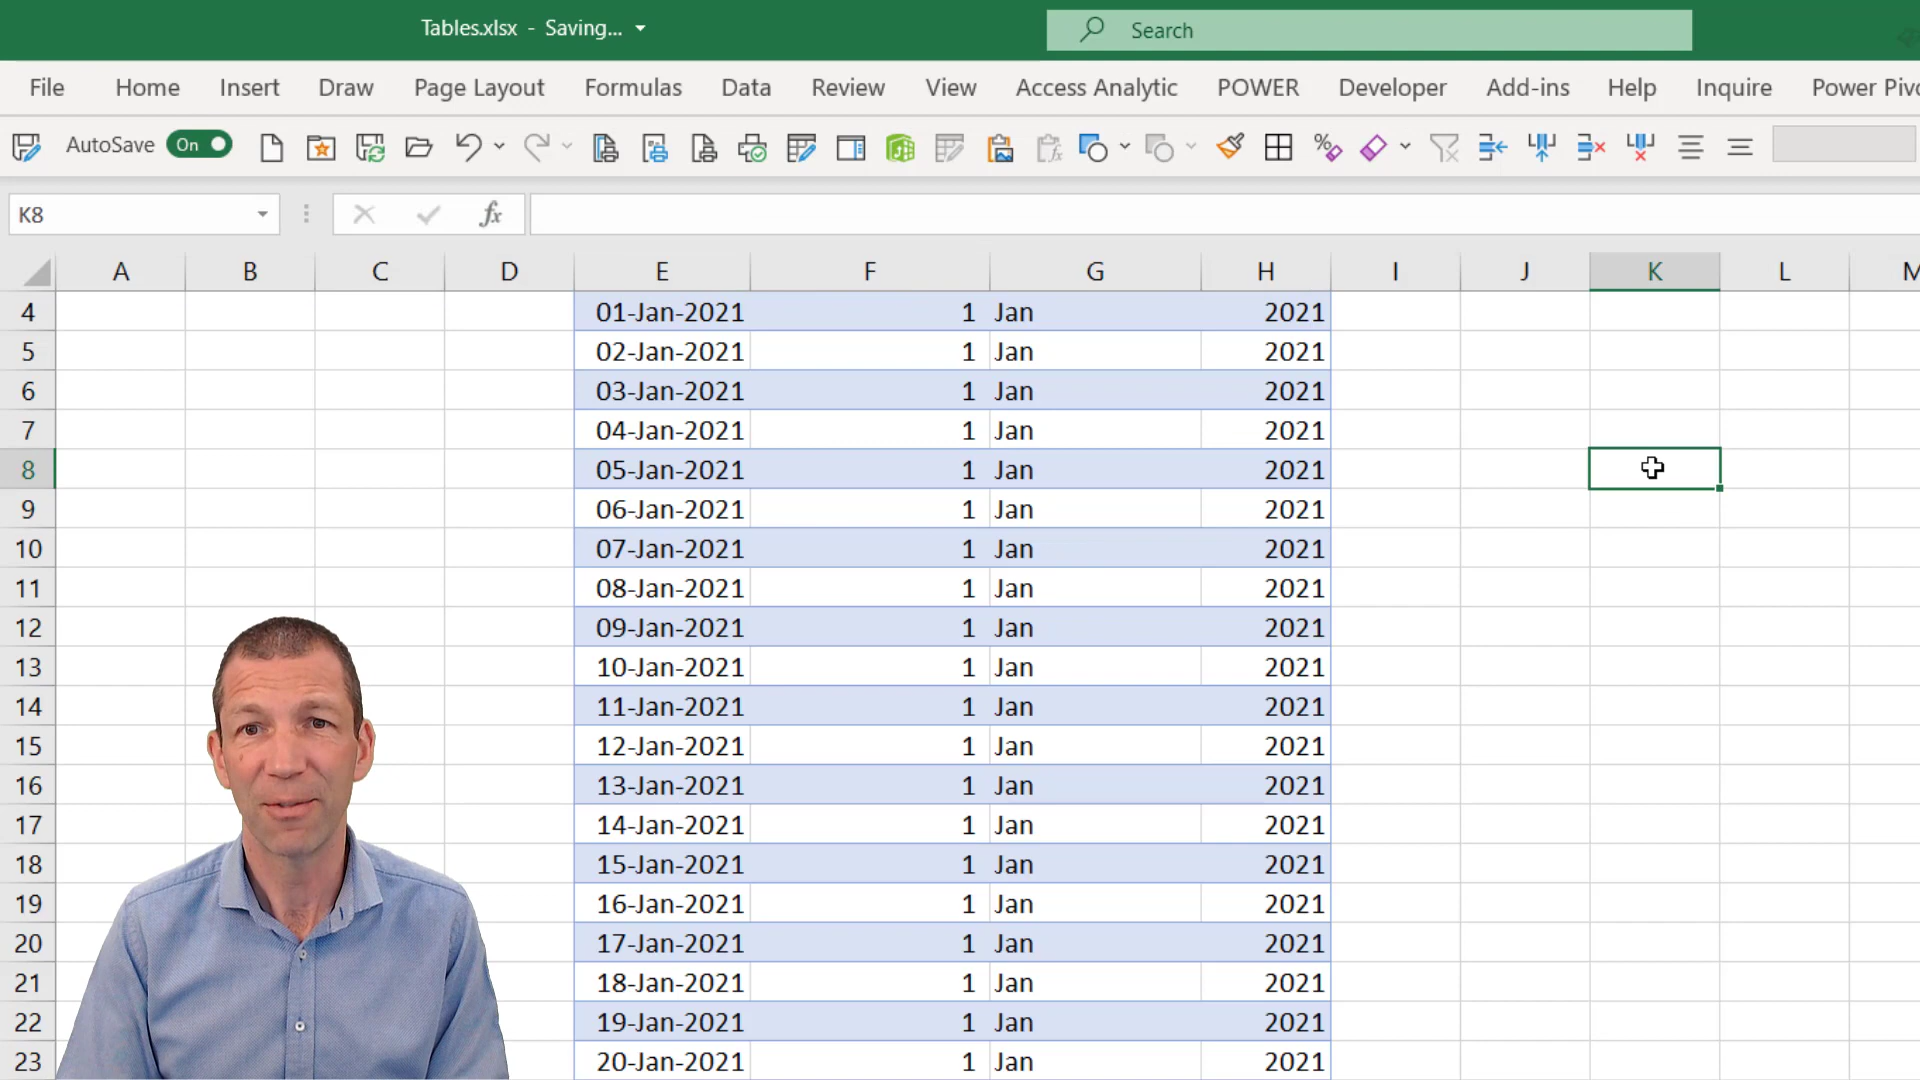 Tables.xlsx - Saving...
Search
File Home Insert Draw Page Layout Formulas Data Review View Access Analytic POWER Developer Add-ins Help Inquire Power Piv
AutoSave On
K8 fx
A B C D E F G H I J K L M
4 01-Jan-2021 1 Jan 2021
5 02-Jan-2021 1 Jan 2021
6 03-Jan-2021 1 Jan 2021
7 04-Jan-2021 1 Jan 2021
8 05-Jan-2021 1 Jan 2021
9 06-Jan-2021 1 Jan 2021
10 07-Jan-2021 1 Jan 2021
11 08-Jan-2021 1 Jan 2021
12 09-Jan-2021 1 Jan 2021
13 10-Jan-2021 1 Jan 2021
14 11-Jan-2021 1 Jan 2021
15 12-Jan-2021 1 Jan 2021
16 13-Jan-2021 1 Jan 2021
17 14-Jan-2021 1 Jan 2021
18 15-Jan-2021 1 Jan 2021
19 16-Jan-2021 1 Jan 2021
20 17-Jan-2021 1 Jan 2021
21 18-Jan-2021 1 Jan 2021
22 19-Jan-2021 1 Jan 2021
23 20-Jan-2021 1 Jan 2021